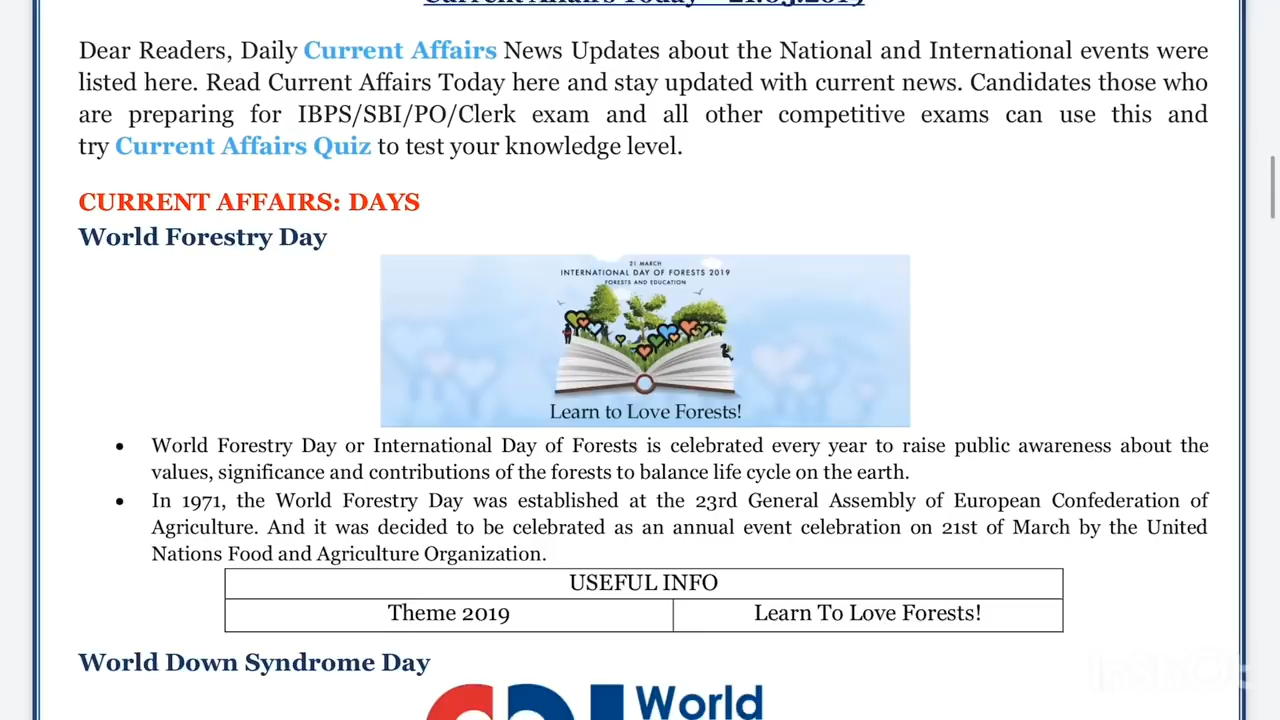 Current Affairs Today – 21.03.2019
Dear Readers, Daily Current Affairs News Updates about the National and International events were
listed here. Read Current Affairs Today here and stay updated with current news. Candidates those who
are preparing for IBPS/SBI/PO/Clerk exam and all other competitive exams can use this and
try Current Affairs Quiz to test your knowledge level.
CURRENT AFFAIRS: DAYS
World Forestry Day
21 MARCH
INTERNATIONAL DAY OF FORESTS 2019
FORESTS AND EDUCATION
Learn to Love Forests!
• World Forestry Day or International Day of Forests is celebrated every year to raise public awareness about the
values, significance and contributions of the forests to balance life cycle on the earth.
• In 1971, the World Forestry Day was established at the 23rd General Assembly of European Confederation of
Agriculture. And it was decided to be celebrated as an annual event celebration on 21st of March by the United
Nations Food and Agriculture Organization.
USEFUL INFO
Theme 2019 Learn To Love Forests!
World Down Syndrome Day
World